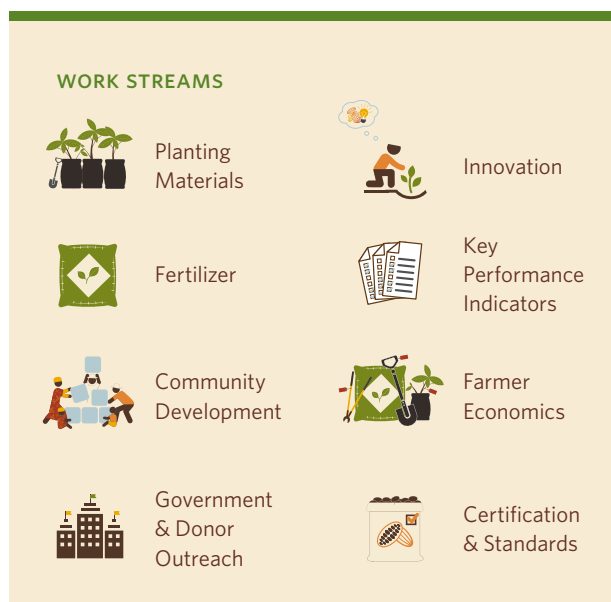 WORK STREAMS
Planting
Materials
Innovation
Fertilizer
Key
Performance
Indicators
Community
Development
Farmer
Economics
Government
& Donor
Outreach
Certification
& Standards